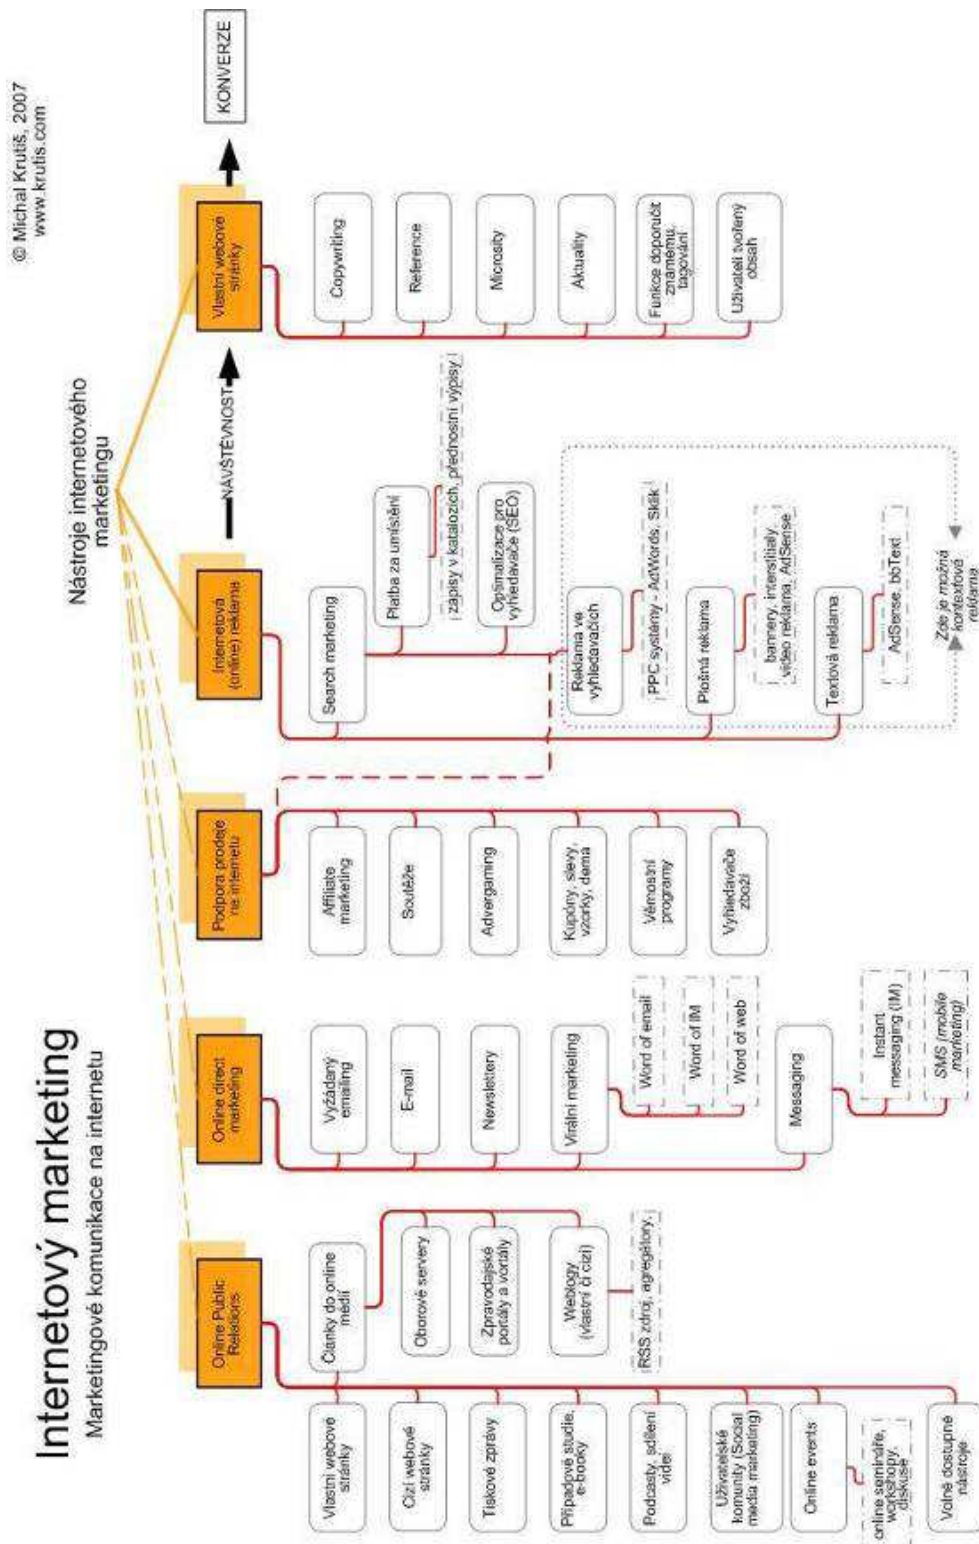 Internetový marketing
Marketingové komunikace na internetu
© Michal Krutiš, 2007
www.krutis.com
Nástroje internetového
marketingu
Online Public
Relations
Online direct
marketing
Podpora prodeje
na internetu
Internetová
(online) reklama
NÁVŠTĚVNOST
Vlastní webové
stránky
KONVERZE
Vlastní webové
stránky
Cizí webové
stránky
Tiskové zprávy
Případové studie,
e-booky
Podcasty, sdílení
videí
Uživatelské
komunity (Social
media marketing)
Online events
online semináře,
workshopy,
diskuse
Volně dostupné
nástroje
Članky do online
médií
Oborové servery
Zpravodajské
portály a vortály
Weblogy
(vlastní či cizí)
RSS zdroj, agregátory
Vyžádaný
emailing
E-mail
Newslettery
Virální marketing
Word of email
Word of IM
Word of web
Messaging
Instant
messaging (IM)
SMS (mobile
marketing)
Affiliate
marketing
Soutěže
Advergaming
Kupóny, slevy,
vzorky, dema
Věrnostní
programy
Vyhledavače
zboží
Search marketing
Platba za umístění
zápisy v katalozích, přednostní výpisy
Optimalizace pro
vyhledavače (SEO)
Reklama ve
vyhledavačích
PPC systémy - AdWords, Sklik
Plošná reklama
bannery, interstitialy,
video reklama, AdSense
Textová reklama
AdSense, bbText
Zde je možná
kontextová
reklama
Copywriting
Reference
Microsity
Aktuality
Funkce doporučit
znamemu,
tagování
Uživateli tvořený
obsah